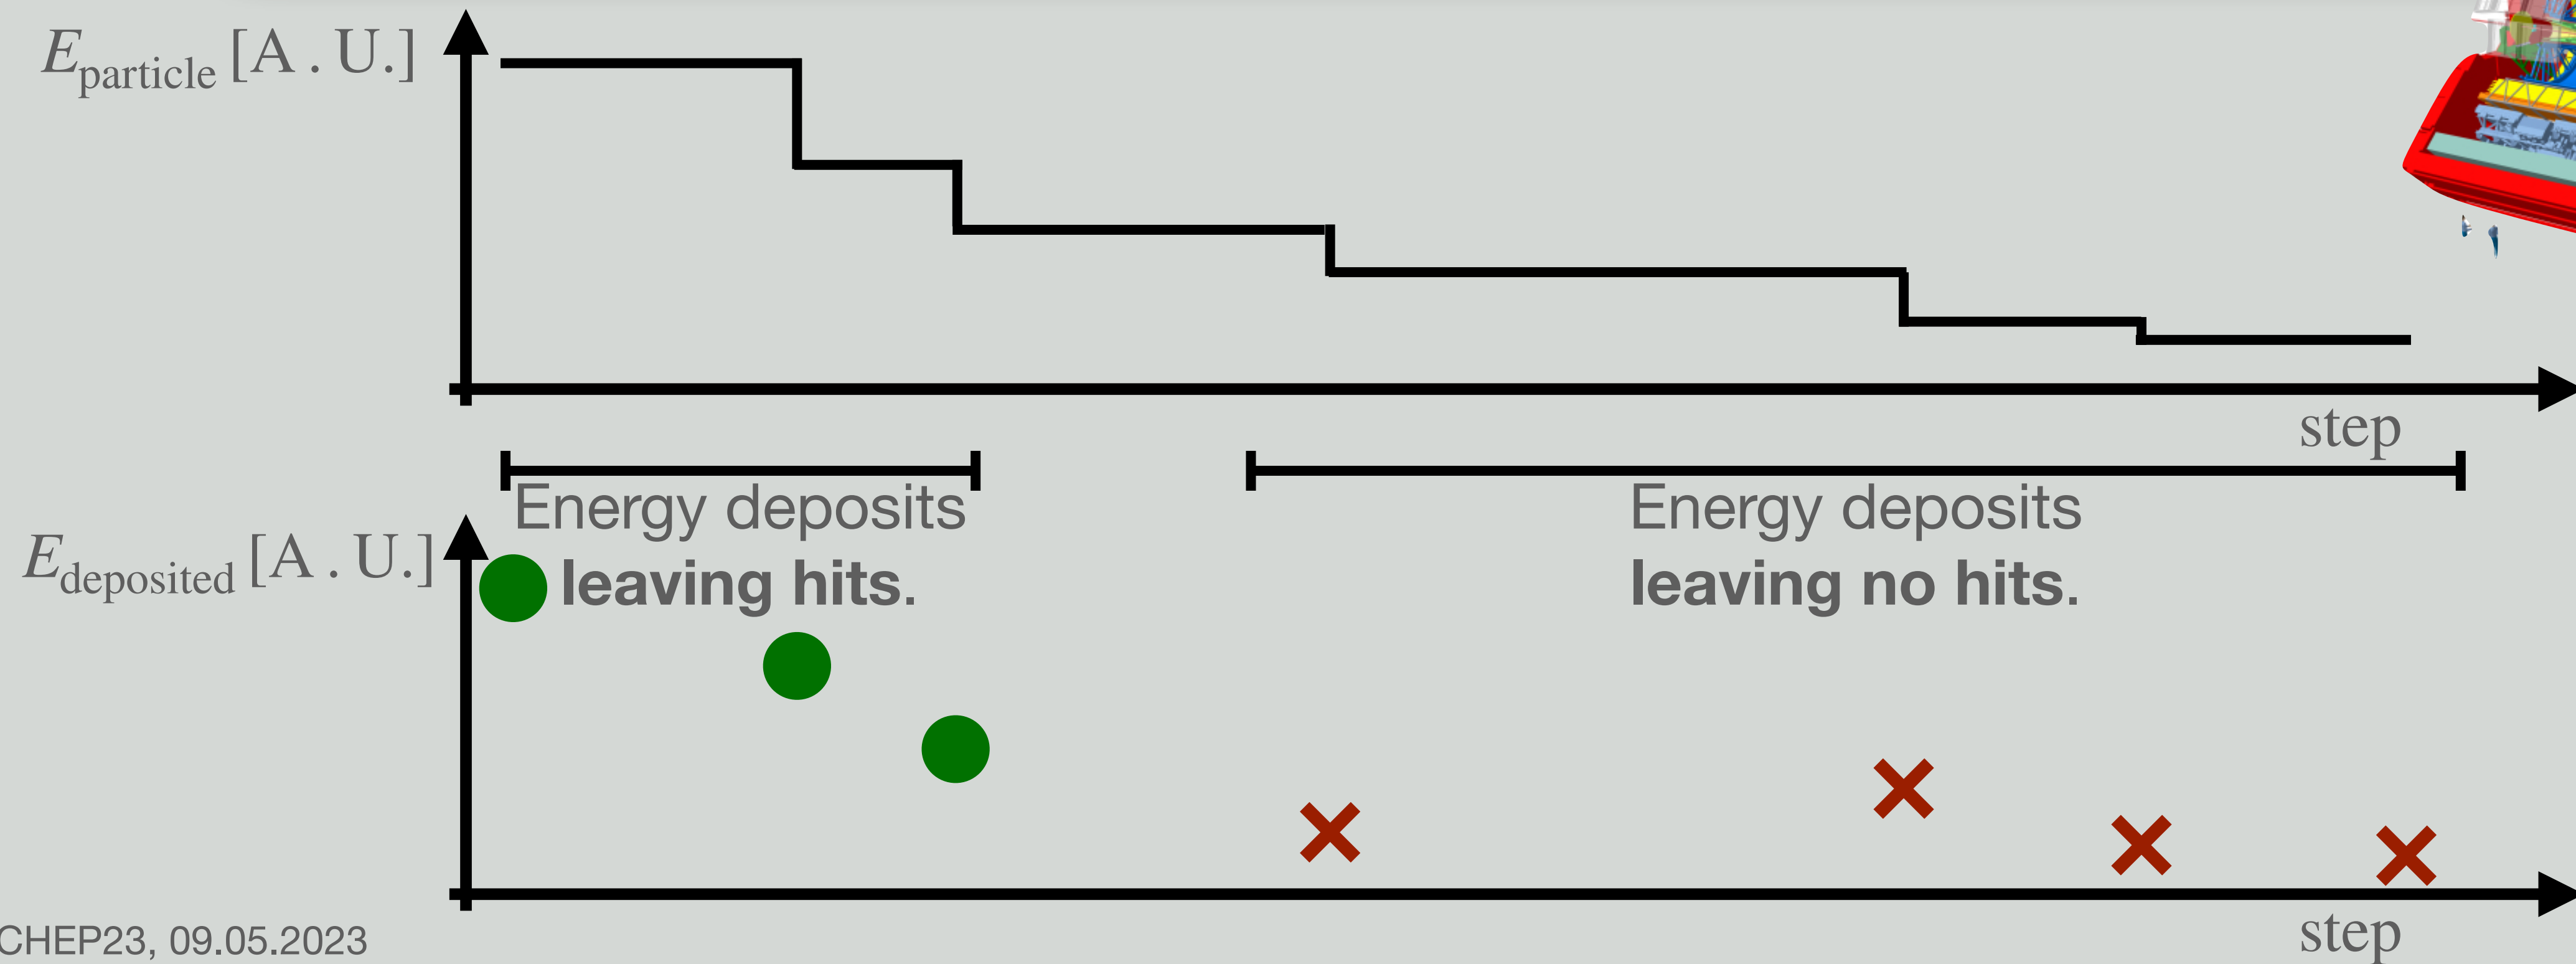 E_particle [A . U.]
step
Energy deposits
leaving hits.
Energy deposits
leaving no hits.
E_deposited [A . U.]
step
CHEP23, 09.05.2023